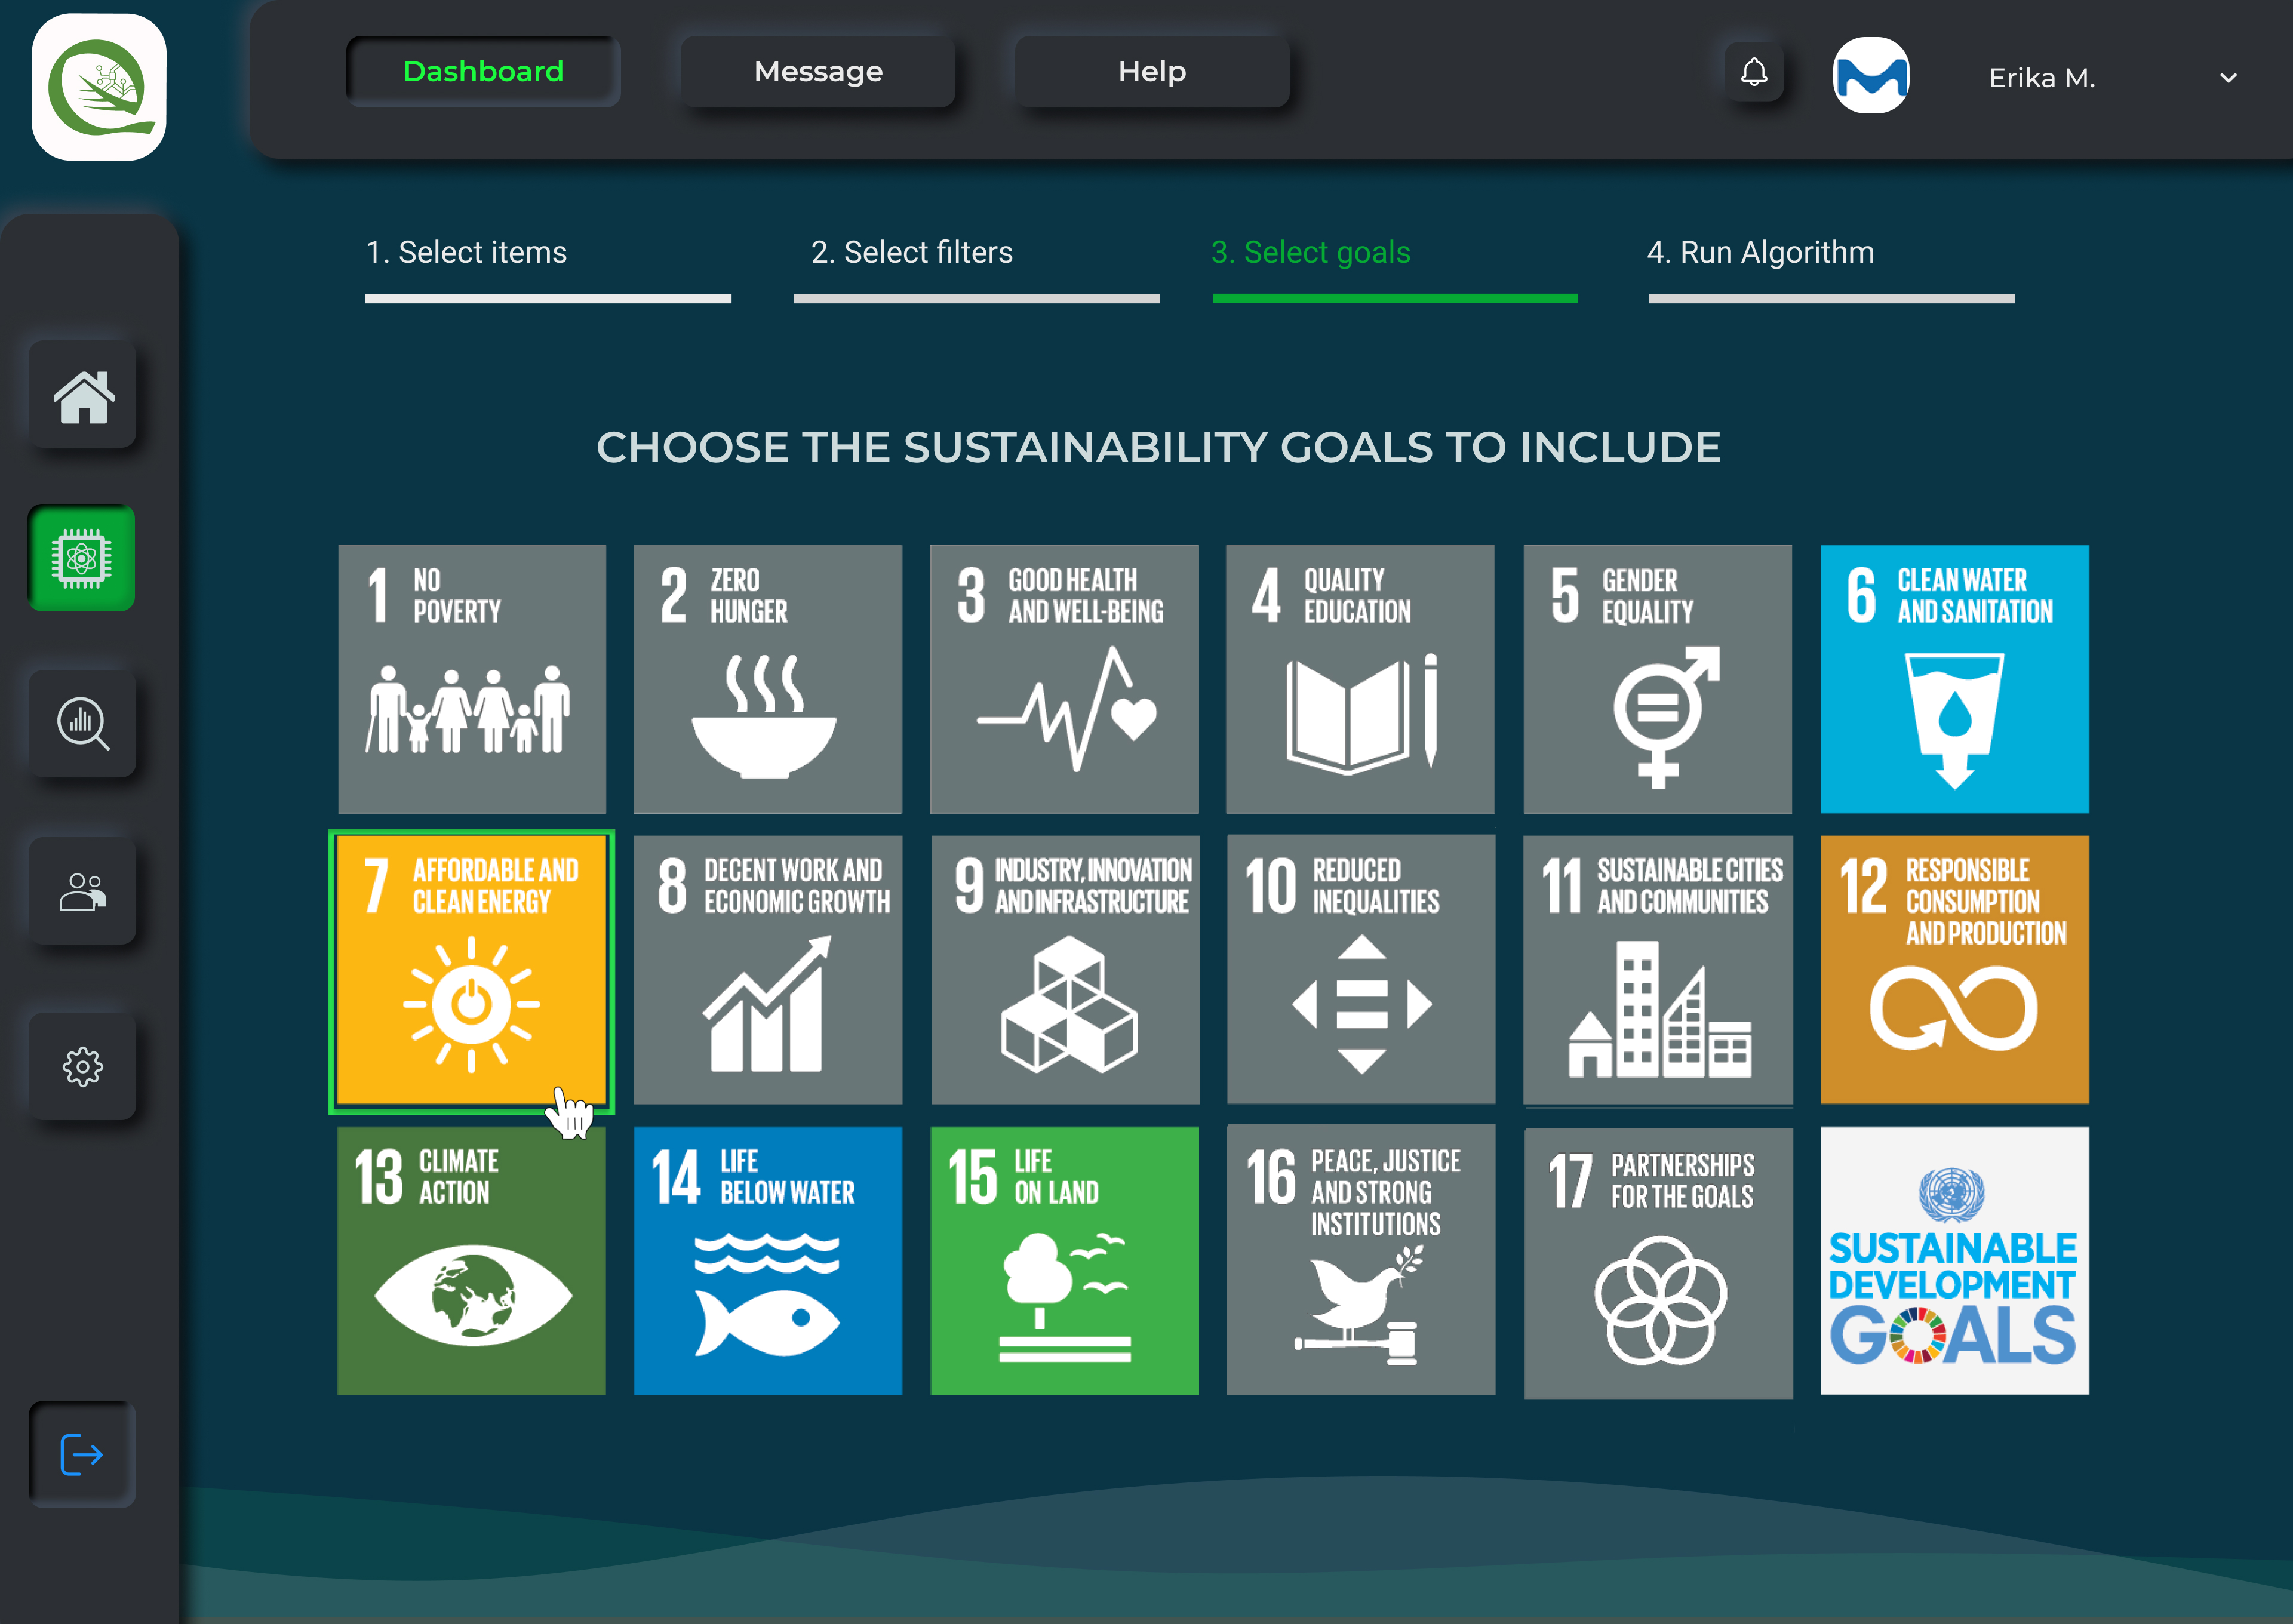 Dashboard
Message
Help
Erika M.
1. Select items
2. Select filters
3. Select goals
4. Run Algorithm
CHOOSE THE SUSTAINABILITY GOALS TO INCLUDE
1 NO
POVERTY
2 ZERO
HUNGER
3 GOOD HEALTH
AND WELL-BEING
4 QUALITY
EDUCATION
5 GENDER
EQUALITY
6 CLEAN WATER
AND SANITATION
7 AFFORDABLE AND
CLEAN ENERGY
8 DECENT WORK AND
ECONOMIC GROWTH
9 INDUSTRY, INNOVATION
AND INFRASTRUCTURE
10 REDUCED
INEQUALITIES
11 SUSTAINABLE CITIES
AND COMMUNITIES
12 RESPONSIBLE
CONSUMPTION
AND PRODUCTION
13 CLIMATE
ACTION
14 LIFE
BELOW WATER
15 LIFE
ON LAND
16 PEACE, JUSTICE
AND STRONG
INSTITUTIONS
17 PARTNERSHIPS
FOR THE GOALS
SUSTAINABLE
DEVELOPMENT
GOALS